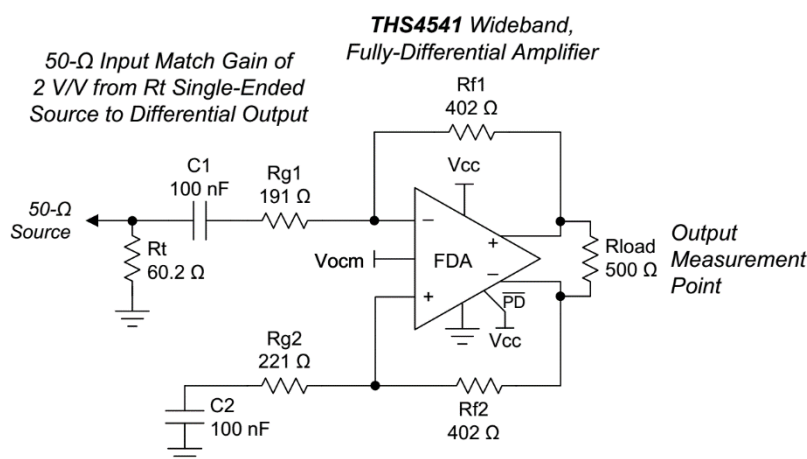 THS4541 Wideband,
Fully-Differential Amplifier
50-Ω Input Match Gain of
2 V/V from Rt Single-Ended
Source to Differential Output
Rf1
402 Ω
Vcc
C1
100 nF
Rg1
191 Ω
50-Ω
Source
Rt
60.2 Ω
Vocm
−
+
FDA
+
−
PD
Vcc
Rload
500 Ω
Output
Measurement
Point
Rg2
221 Ω
C2
100 nF
Rf2
402 Ω